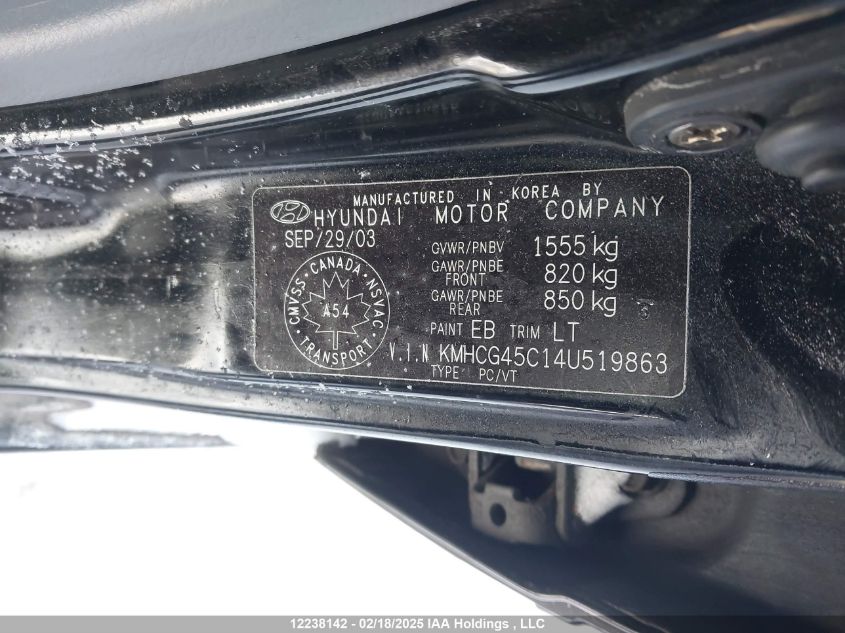 MANUFACTURED IN KOREA BY
HYUNDAI MOTOR COMPANY
SEP/29/03
GVWR/PNBV 1555 kg
GAWR/PNBE FRONT 820 kg
GAWR/PNBE REAR 850 kg
PAINT EB TRIM LT
CMVSS · CANADA · NSVAC · TRANSPORT ·
A54
V.I.N KMHCG45C14U519863
TYPE PC/VT
12238142 - 02/18/2025 IAA Holdings , LLC